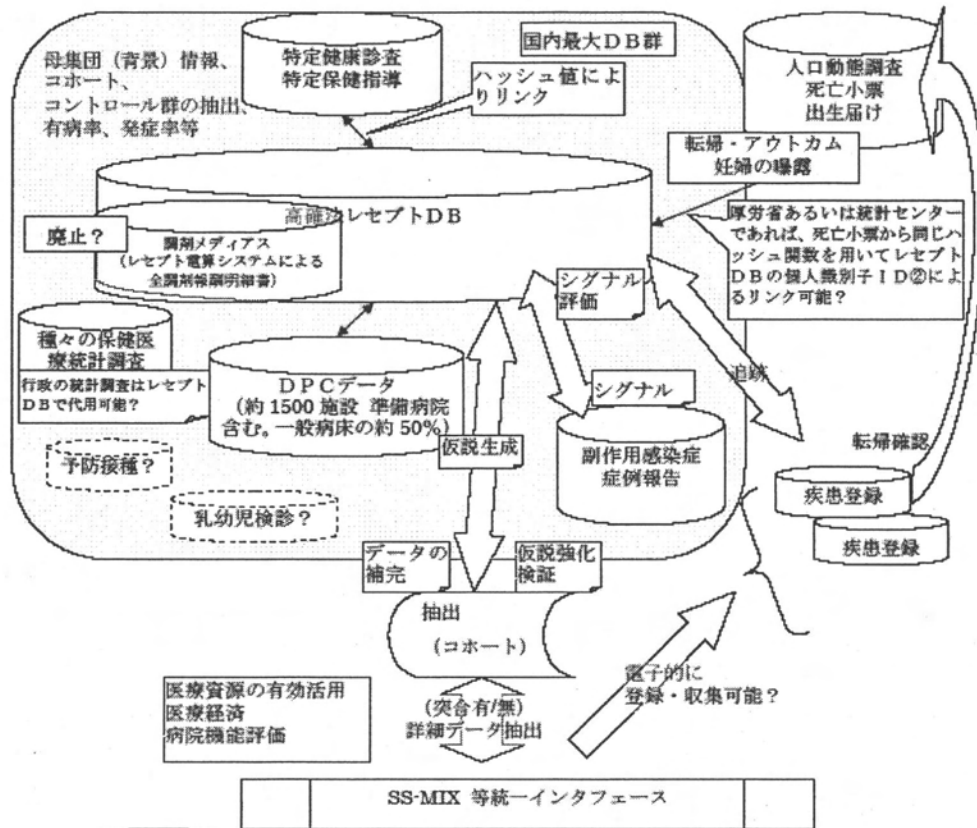 国内最大DB群
母集団（背景）情報、
コホート、
コントロール群の抽出、
有病率、発症率等
特定健康診査
特定保健指導
ハッシュ値によ
りリンク
人口動態調査
死亡小票
出生届け
転帰・アウトカム
妊婦の曝露
高確法レセプトDB
廃止？
調剤メディアス
（レセプト電算システムによる
全調剤報酬明細書）
厚労省あるいは統計センター
であれば、死亡小票から同じハ
ッシュ関数を用いてレセプト
DBの個人識別子ID②によ
るリンク可能？
シグナル
評価
種々の保健医
療統計調査
行政の統計調査はレセプト
DBで代用可能？
DPCデータ
（約1500施設 準備病院
含む。一般病床の約50%）
シグナル
追跡
仮説生成
副作用感染症
症例報告
転帰確認
予防接種？
疾患登録
乳幼児検診？
疾患登録
データの
補完
仮説強化
検証
抽出
（コホート）
電子的に
登録・収集可能？
医療資源の有効活用
医療経済
病院機能評価
(突合有/無)
詳細データ抽出
SS-MIX 等統一インタフェース